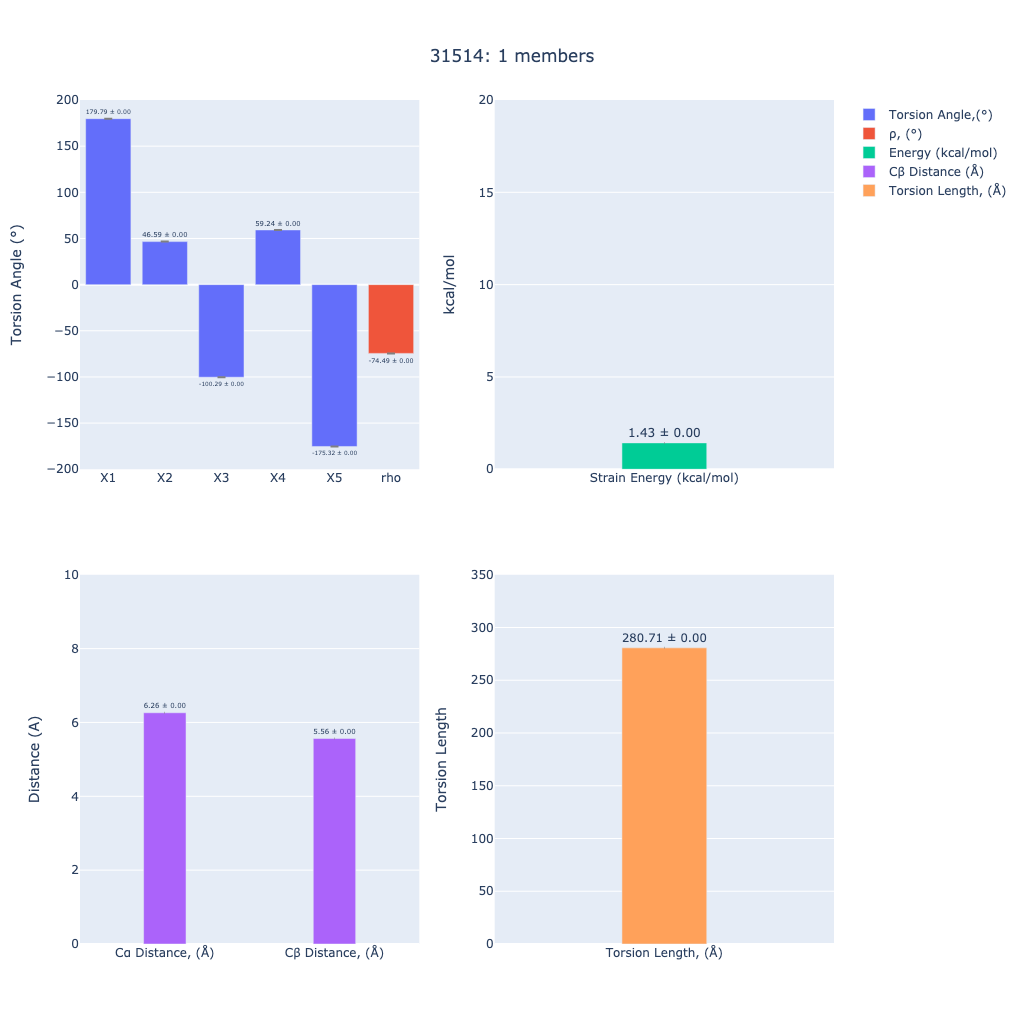 31514: 1 members
Torsion Angle (°)
200
150
100
50
0
−50
−100
−150
−200
179.79 ± 0.00
46.59 ± 0.00
-100.29 ± 0.00
59.24 ± 0.00
-175.32 ± 0.00
-74.49 ± 0.00
X1 X2 X3 X4 X5 rho
kcal/mol
20
15
10
5
0
1.43 ± 0.00
Strain Energy (kcal/mol)
Torsion Angle,(°)
ρ, (°)
Energy (kcal/mol)
Cβ Distance (Å)
Torsion Length, (Å)
Distance (A)
10
8
6
4
2
0
6.26 ± 0.00
5.56 ± 0.00
Cα Distance, (Å) Cβ Distance, (Å)
Torsion Length
350
300
250
200
150
100
50
0
280.71 ± 0.00
Torsion Length, (Å)